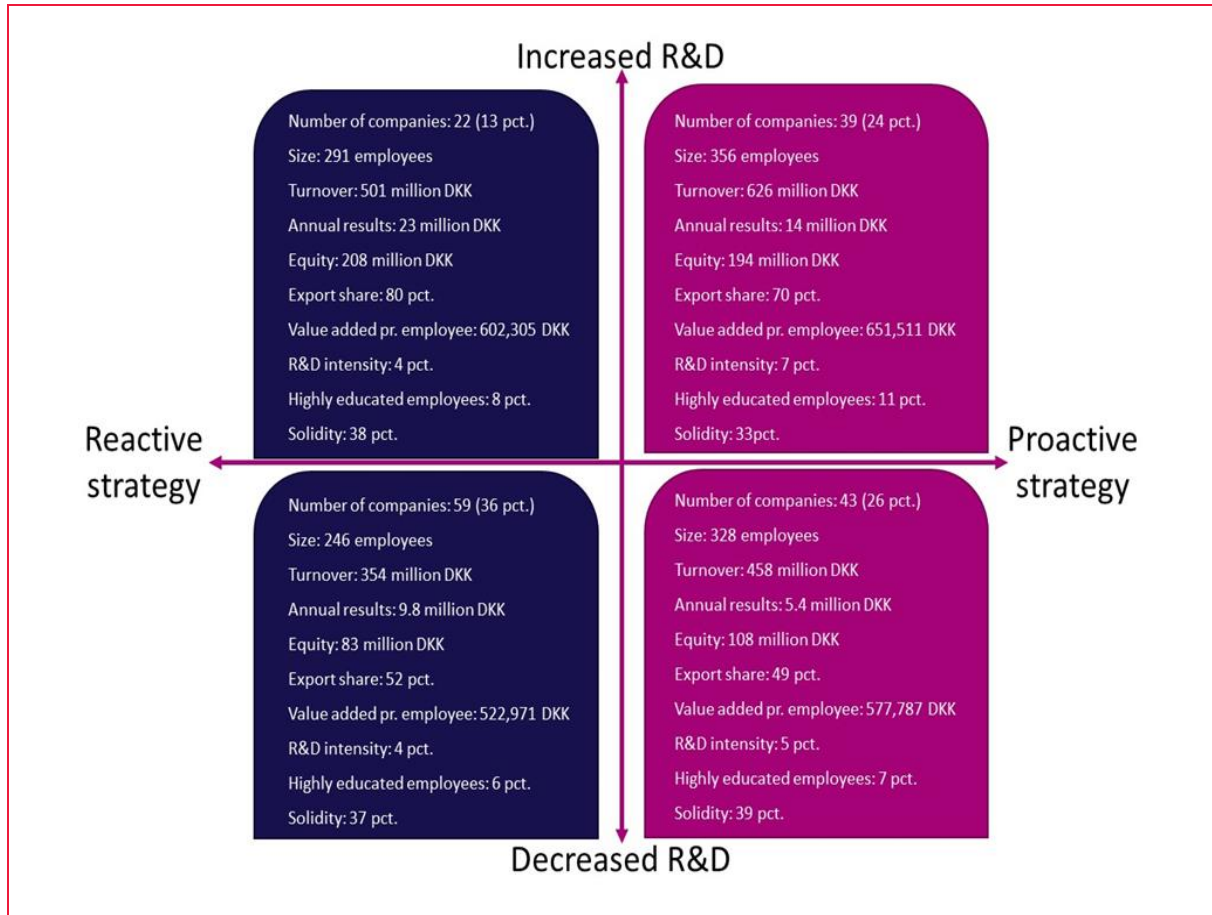 Increased R&D
Number of companies: 22 (13 pct.)
Size: 291 employees
Turnover: 501 million DKK
Annual results: 23 million DKK
Equity: 208 million DKK
Export share: 80 pct.
Value added pr. employee: 602,305 DKK
R&D intensity: 4 pct.
Highly educated employees: 8 pct.
Solidity: 38 pct.
Number of companies: 39 (24 pct.)
Size: 356 employees
Turnover: 626 million DKK
Annual results: 14 million DKK
Equity: 194 million DKK
Export share: 70 pct.
Value added pr. employee: 651,511 DKK
R&D intensity: 7 pct.
Highly educated employees: 11 pct.
Solidity: 33pct.
Reactive
strategy
Proactive
strategy
Number of companies: 59 (36 pct.)
Size: 246 employees
Turnover: 354 million DKK
Annual results: 9.8 million DKK
Equity: 83 million DKK
Export share: 52 pct.
Value added pr. employee: 522,971 DKK
R&D intensity: 4 pct.
Highly educated employees: 6 pct.
Solidity: 37 pct.
Number of companies: 43 (26 pct.)
Size: 328 employees
Turnover: 458 million DKK
Annual results: 5.4 million DKK
Equity: 108 million DKK
Export share: 49 pct.
Value added pr. employee: 577,787 DKK
R&D intensity: 5 pct.
Highly educated employees: 7 pct.
Solidity: 39 pct.
Decreased R&D